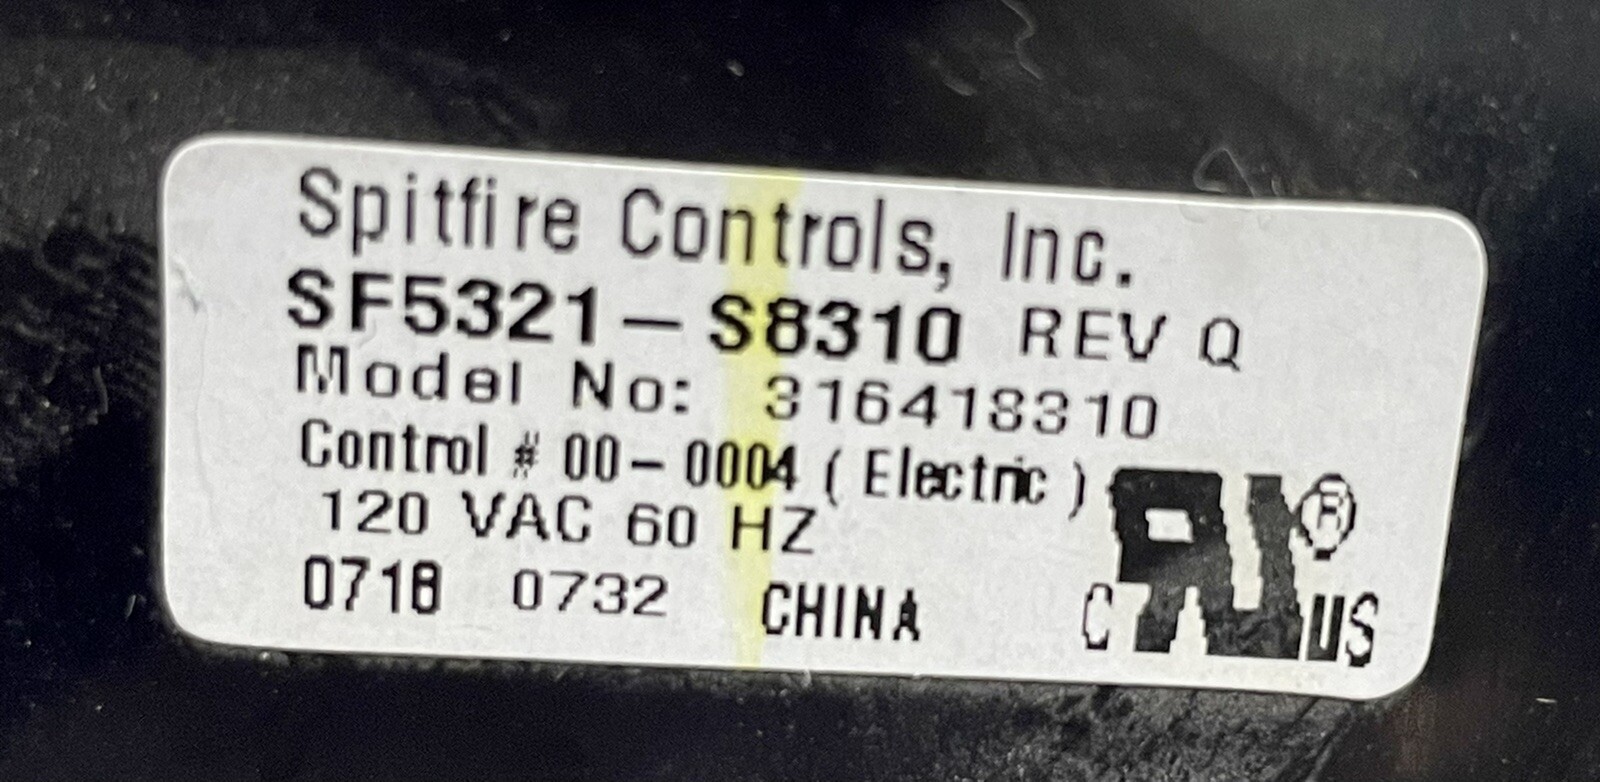 Spitfire Controls, Inc.
SF5321-S8310 REV Q
Model No: 316418310
Control # 00-0004 (Electric)
120 VAC 60 HZ
0718 0732 CHINA
C RU US ®